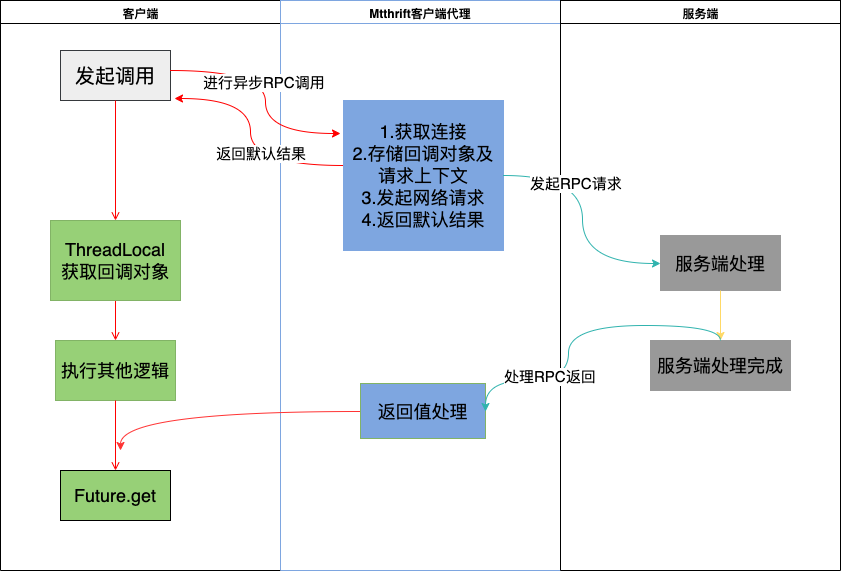 客户端
Mtthrift客户端代理
服务端
发起调用
进行异步RPC调用
返回默认结果
1.获取连接
2.存储回调对象及
请求上下文
3.发起网络请求
4.返回默认结果
发起RPC请求
服务端处理
ThreadLocal
获取回调对象
执行其他逻辑
服务端处理完成
处理RPC返回
返回值处理
Future.get